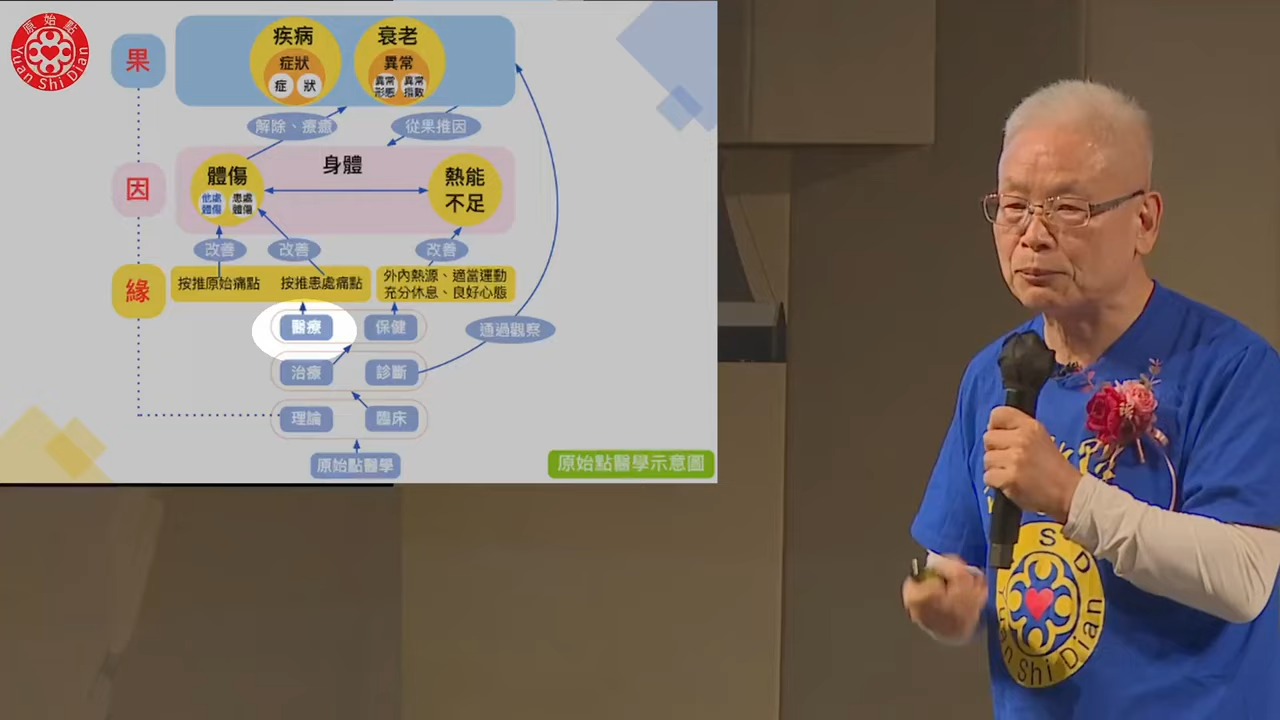 原始點
Yuan Shi Dian
果
疾病
症狀
症
狀
衰老
異常
異常
形態
異常
指數
解除、療癒
從果推因
因
身體
體傷
他處
體傷
患處
體傷
熱能
不足
改善
改善
改善
緣
按推原始痛點
按推患處痛點
外內熱源、適當運動
充分休息、良好心態
醫療
保健
通過觀察
治療
診斷
理論
臨床
原始點醫學
原始點醫學示意圖
S D
Yuan Shi Dian